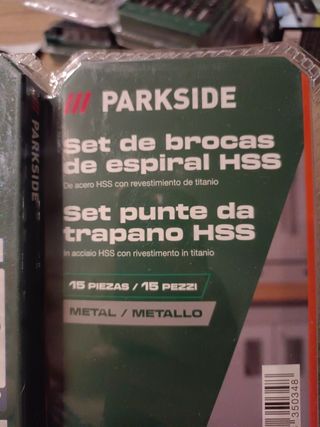 PARKSIDE
Set de brocas
de espiral HSS
De acero HSS con revestimiento de titanio
Set punte da
trapano HSS
In acciaio HSS con rivestimento in titanio
15 PIEZAS / 15 PEZZI
METAL / METALLO
350348
PARKSIDE